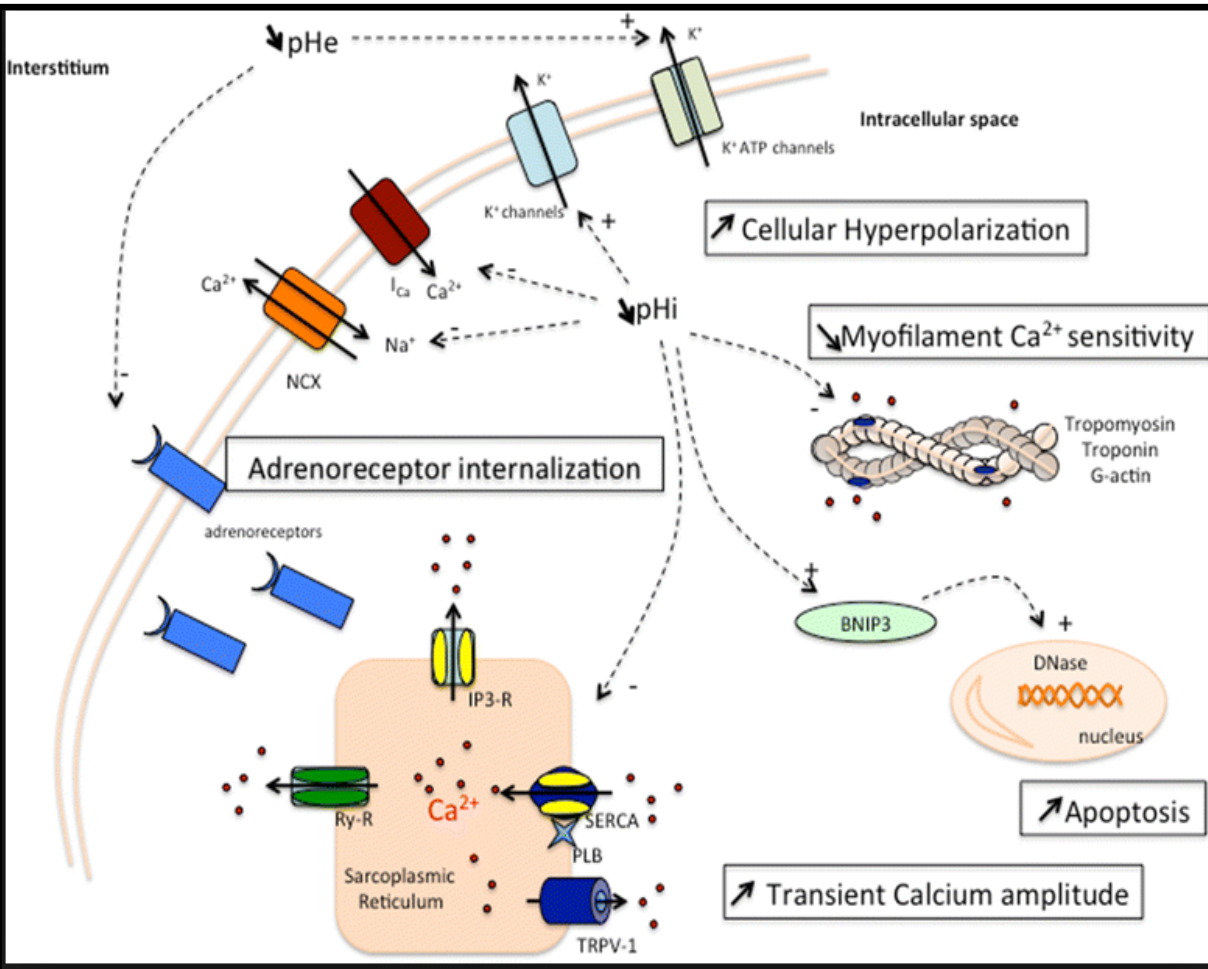 ↘pHe
+
K⁺
Interstitium
K⁺
Intracellular space
K⁺ ATP channels
K⁺ channels
+
↗ Cellular Hyperpolarization
Ca²⁺
I Ca Ca²⁺
-
↘pHi
Na⁺
-
↘Myofilament Ca²⁺ sensitivity
NCX
-
-
Tropomyosin
Troponin
G-actin
Adrenoreceptor internalization
adrenoreceptors
+
BNIP3
+
DNase
nucleus
-
IP3-R
Ca²⁺
Ry-R
SERCA
PLB
Sarcoplasmic
Reticulum
TRPV-1
↗Apoptosis
↗ Transient Calcium amplitude